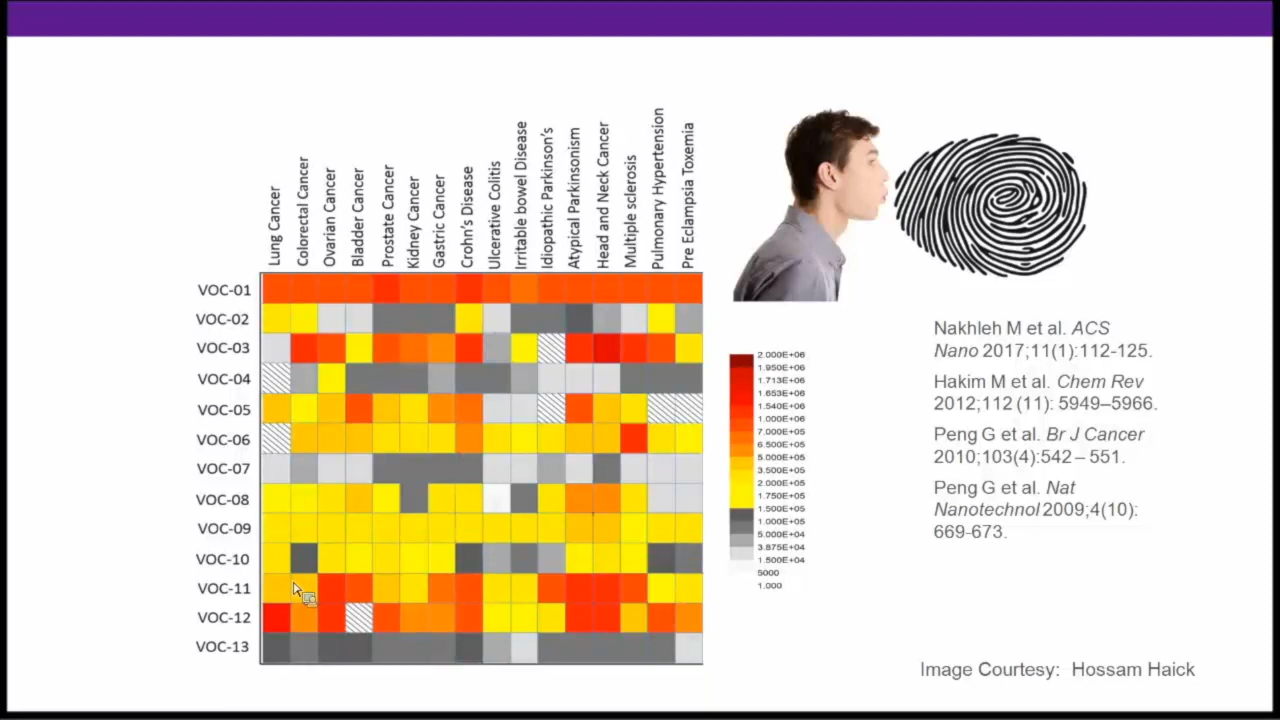 Lung Cancer
Colorectal Cancer
Ovarian Cancer
Bladder Cancer
Prostate Cancer
Kidney Cancer
Gastric Cancer
Crohn's Disease
Ulcerative Colitis
Irritable bowel Disease
Idiopathic Parkinson's
Atypical Parkinsonism
Head and Neck Cancer
Multiple sclerosis
Pulmonary Hypertension
Pre Eclampsia Toxemia
VOC-01
VOC-02
VOC-03
VOC-04
VOC-05
VOC-06
VOC-07
VOC-08
VOC-09
VOC-10
VOC-11
VOC-12
VOC-13
2.000E+06
1.950E+06
1.713E+06
1.653E+06
1.540E+06
1.000E+06
7.000E+05
6.500E+05
5.000E+05
3.500E+05
2.000E+05
1.750E+05
1.500E+05
1.000E+05
5.000E+04
3.875E+04
1.500E+04
5000
1.000
Nakhleh M et al. ACS
Nano 2017;11(1):112-125.
Hakim M et al. Chem Rev
2012;112 (11): 5949–5966.
Peng G et al. Br J Cancer
2010;103(4):542 – 551.
Peng G et al. Nat
Nanotechnol 2009;4(10):
669-673.
Image Courtesy: Hossam Haick